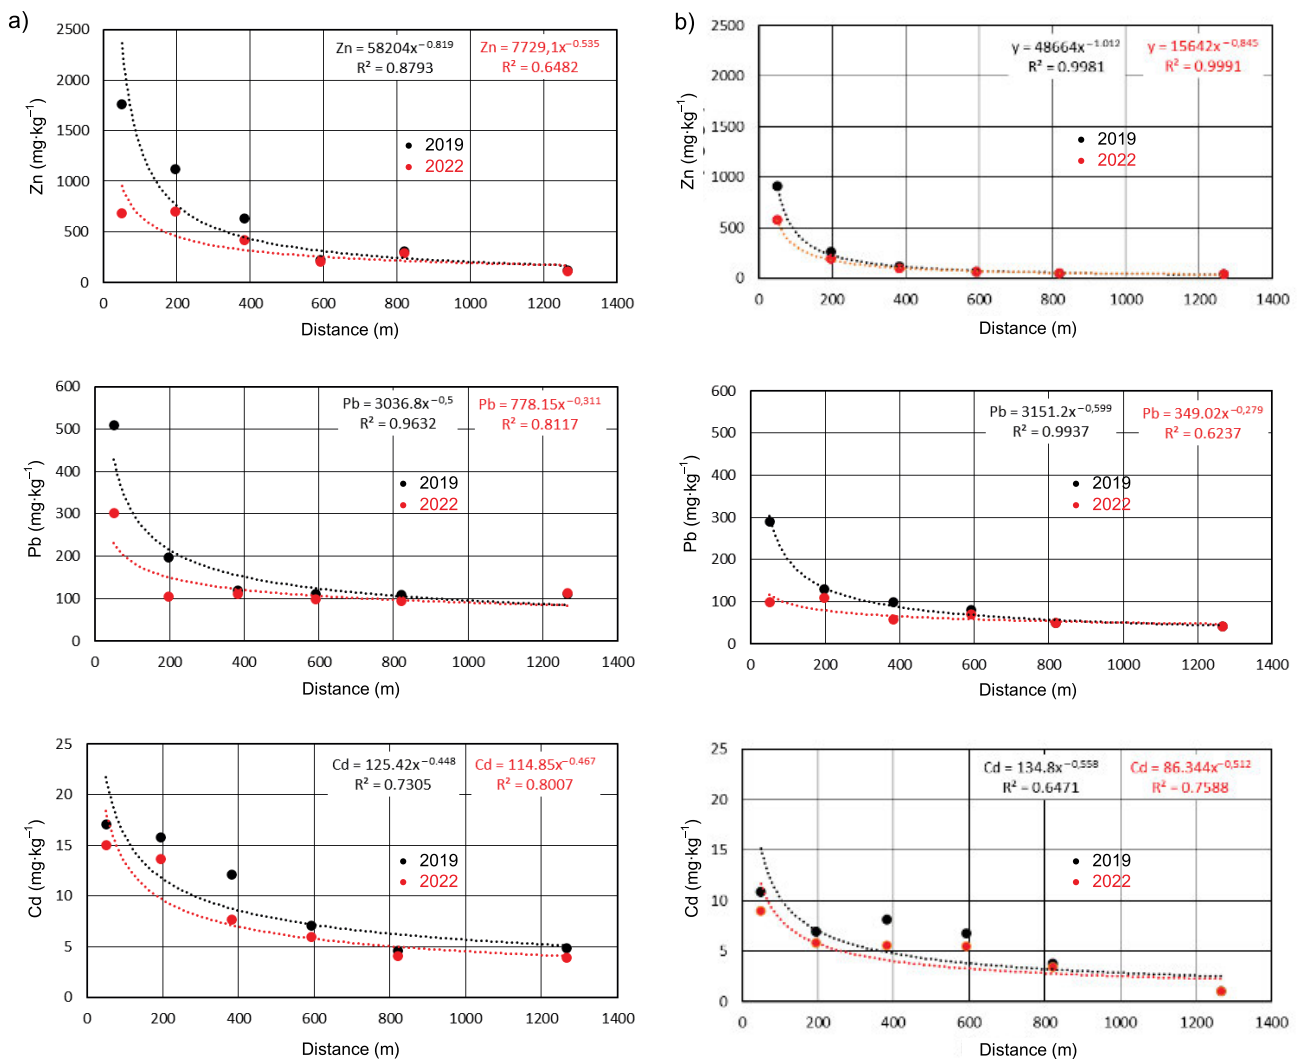 a)
2500
2000
1500
1000
500
0
Zn (mg·kg⁻¹)
Zn = 58204x⁻⁰·⁸¹⁹
R² = 0.8793
Zn = 7729,1x⁻⁰·⁵³⁵
R² = 0.6482
2019
2022
0 200 400 600 800 1000 1200 1400
Distance (m)
b)
2500
2000
1500
1000
500
0
Zn (mg·kg⁻¹)
y = 48664x⁻¹·⁰¹²
R² = 0.9981
y = 15642x⁻⁰,⁸⁴⁵
R² = 0.9991
2019
2022
0 200 400 600 800 1000 1200 1400
Distance (m)
600
500
400
300
200
100
0
Pb (mg·kg⁻¹)
Pb = 3036.8x⁻⁰,⁵
R² = 0.9632
Pb = 778.15x⁻⁰,³¹¹
R² = 0.8117
2019
2022
0 200 400 600 800 1000 1200 1400
Distance (m)
600
500
400
300
200
100
0
Pb (mg·kg⁻¹)
Pb = 3151.2x⁻⁰,⁵⁹⁹
R² = 0.9937
Pb = 349.02x⁻⁰,²⁷⁹
R² = 0.6237
2019
2022
0 200 400 600 800 1000 1200 1400
Distance (m)
25
20
15
10
5
0
Cd (mg·kg⁻¹)
Cd = 125.42x⁻⁰·⁴⁴⁸
R² = 0.7305
Cd = 114.85x⁻⁰·⁴⁶⁷
R² = 0.8007
2019
2022
0 200 400 600 800 1000 1200 1400
Distance (m)
25
20
15
10
5
0
Cd (mg·kg⁻¹)
Cd = 134.8x⁻⁰,⁵⁵⁸
R² = 0.6471
Cd = 86.344x⁻⁰,⁵¹²
R² = 0.7588
2019
2022
0 200 400 600 800 1000 1200 1400
Distance (m)